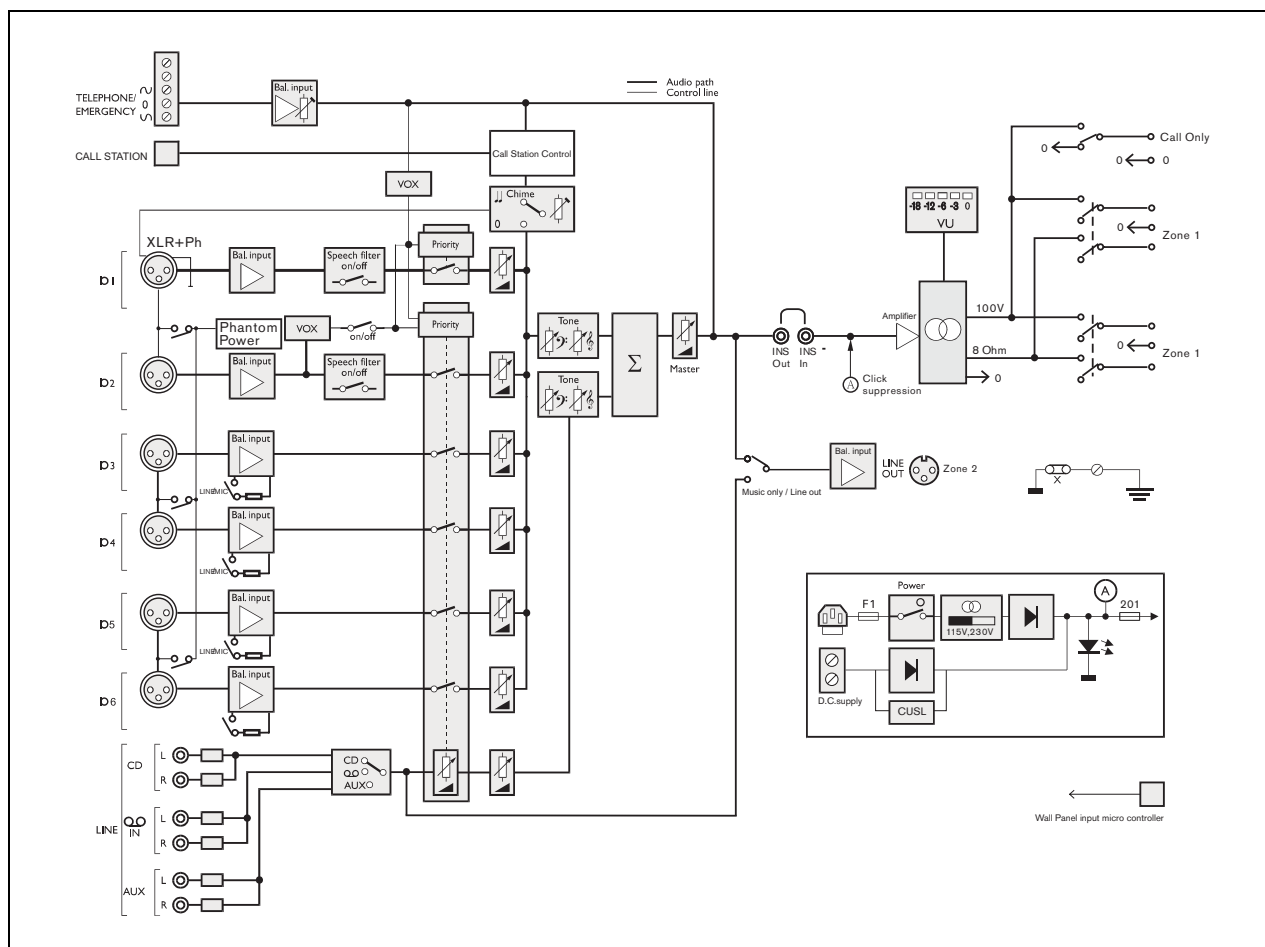 Audio path
Control line
TELEPHONE/
EMERGENCY
0
Bal. input
CALL STATION
Call Station Control
VOX
Chime
0
XLR+Ph
Bal. input
Speech filter
on/off
Priority
1
Phantom
Power
VOX
on/off
Priority
2
Bal. input
Speech filter
on/off
3
Bal. input
LINE/MIC
4
Bal. input
LINE/MIC
5
Bal. input
LINE/MIC
6
Bal. input
Tone
Tone
Σ
Master
INS
Out
INS
In
A
Click
suppression
Amplifier
-18 -12 -6 -3 0
VU
100V
8 Ohm
0
Call Only
0
0
0
Zone 1
0
Zone 1
0
Music only / Line out
Bal. input
LINE
OUT
Zone 2
X
Power
F1
115V,230V
A
201
D.C.supply
CUSL
Wall Panel input micro controller
CD
L
R
CD
AUX
LINE
IN
L
R
AUX
L
R